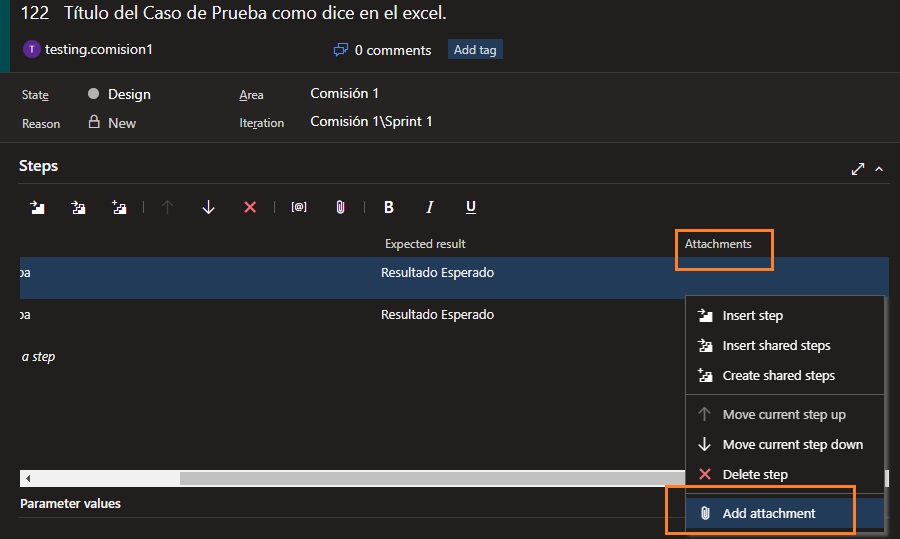 122 Título del Caso de Prueba como dice en el excel.
T testing.comision1 0 comments Add tag
State Design Area Comisión 1
Reason New Iteration Comisión 1\Sprint 1
Steps
[@] B I U
Expected result Attachments
ba Resultado Esperado
ba Resultado Esperado
a step
Insert step
Insert shared steps
Create shared steps
Move current step up
Move current step down
Delete step
Parameter values
Add attachment